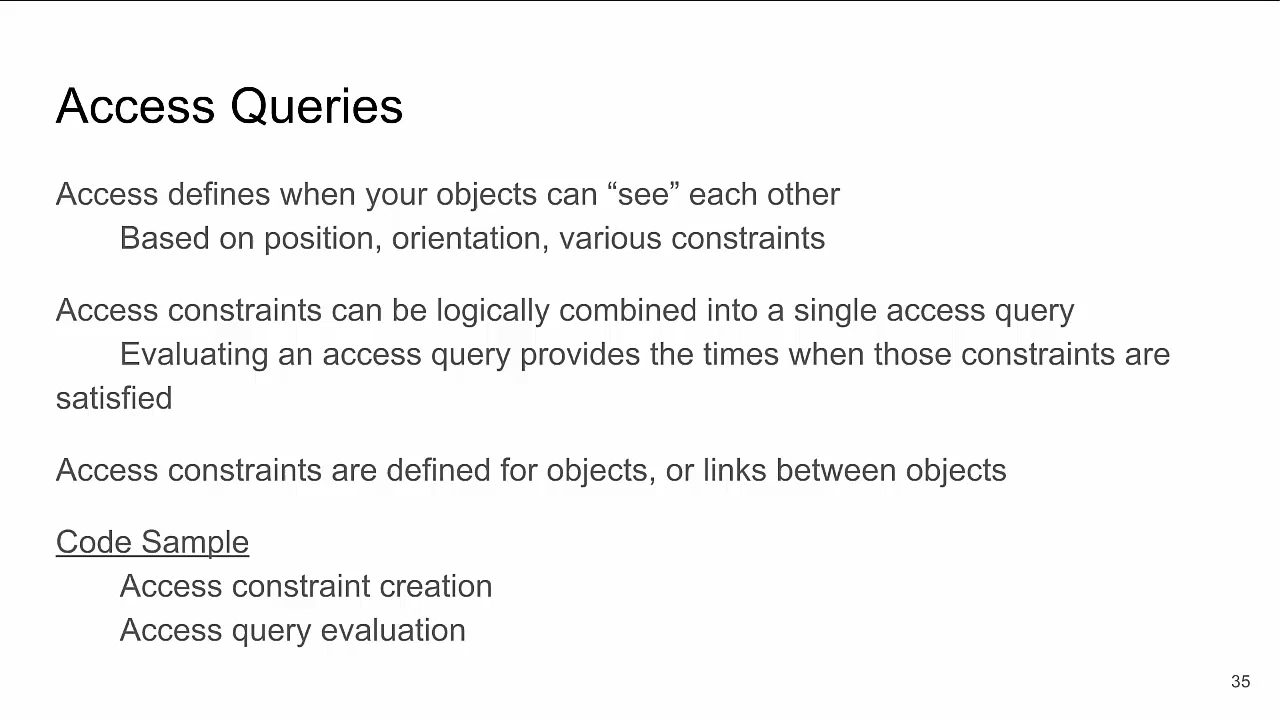 Access Queries
Access defines when your objects can “see” each other
Based on position, orientation, various constraints
Access constraints can be logically combined into a single access query
Evaluating an access query provides the times when those constraints are
satisfied
Access constraints are defined for objects, or links between objects
Code Sample
Access constraint creation
Access query evaluation
35